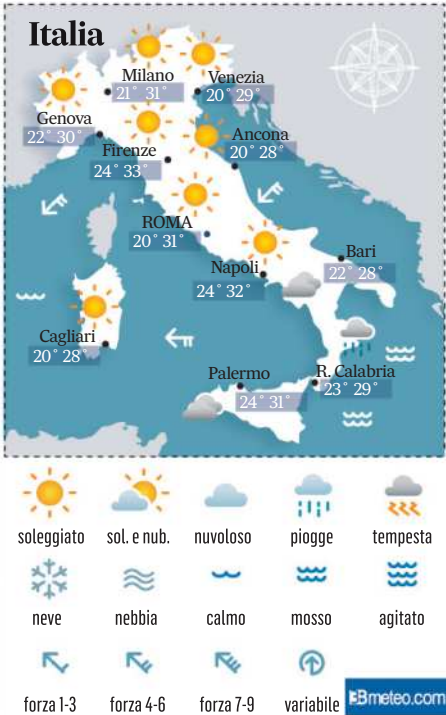 Italia
Milano
21° 31°
Venezia
20° 29°
Genova
22° 30°
Ancona
20° 28°
Firenze
24° 33°
ROMA
20° 31°
Bari
22° 28°
Napoli
24° 32°
Cagliari
20° 28°
Palermo
24° 31°
R. Calabria
23° 29°
soleggiato sol. e nub. nuvoloso piogge tempesta
neve nebbia calmo mosso agitato
forza 1-3 forza 4-6 forza 7-9 variabile
3Bmeteo.com